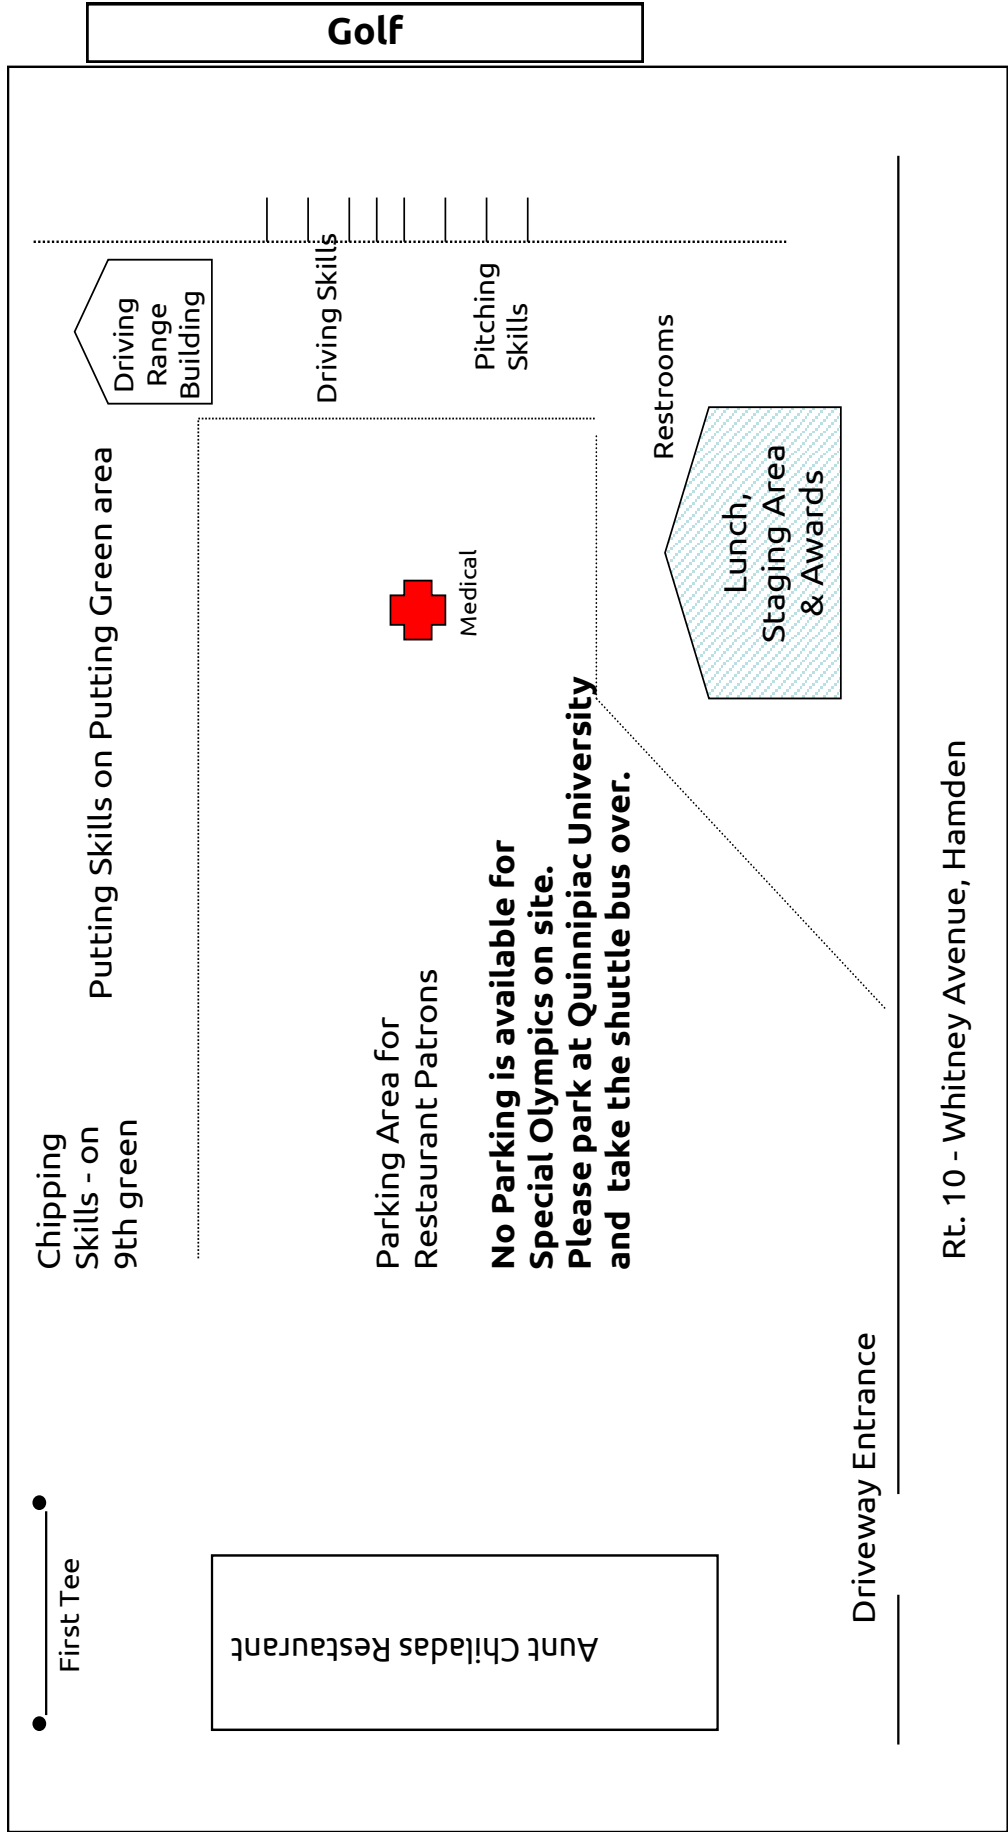 Golf
Driving
Range
Building
Driving Skills
Pitching
Skills
Restrooms
Putting Skills on Putting Green area
Medical
Lunch,
Staging Area
& Awards
Chipping
Skills - on
9th green
Parking Area for
Restaurant Patrons
No Parking is available for
Special Olympics on site.
Please park at Quinnipiac University
and take the shuttle bus over.
Rt. 10 - Whitney Avenue, Hamden
First Tee
Aunt Chiladas Restaurant
Driveway Entrance